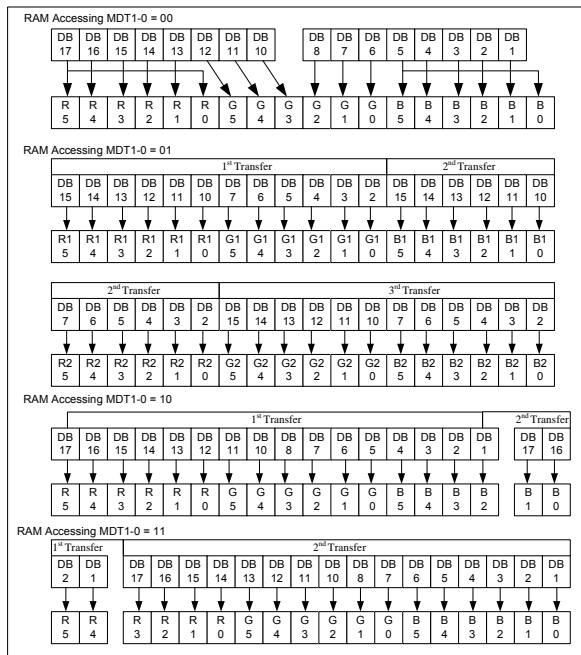 RAM Accessing MDT1-0 = 00
DB DB DB DB DB DB DB DB DB DB DB DB DB DB DB DB
17 16 15 14 13 12 11 10 8 7 6 5 4 3 2 1
R R R R R R G G G G G G B B B B B B
5 4 3 2 1 0 5 4 3 2 1 0 5 4 3 2 1 0
RAM Accessing MDT1-0 = 01
1st Transfer 2nd Transfer
DB DB DB DB DB DB DB DB DB DB DB DB DB DB DB DB DB DB
15 14 13 12 11 10 7 6 5 4 3 2 15 14 13 12 11 10
R1 R1 R1 R1 R1 R1 G1 G1 G1 G1 G1 G1 B1 B1 B1 B1 B1 B1
5 4 3 2 1 0 5 4 3 2 1 0 5 4 3 2 1 0
2nd Transfer 3rd Transfer
DB DB DB DB DB DB DB DB DB DB DB DB DB DB DB DB DB DB
7 6 5 4 3 2 15 14 13 12 11 10 7 6 5 4 3 2
R2 R2 R2 R2 R2 R2 G2 G2 G2 G2 G2 G2 B2 B2 B2 B2 B2 B2
5 4 3 2 1 0 5 4 3 2 1 0 5 4 3 2 1 0
RAM Accessing MDT1-0 = 10
1st Transfer 2nd Transfer
DB DB DB DB DB DB DB DB DB DB DB DB DB DB DB DB DB DB
17 16 15 14 13 12 11 10 8 7 6 5 4 3 2 1 17 16
R R R R R R G G G G G G B B B B B B
5 4 3 2 1 0 5 4 3 2 1 0 5 4 3 2 1 0
RAM Accessing MDT1-0 = 11
1st Transfer 2nd Transfer
DB DB DB DB DB DB DB DB DB DB DB DB DB DB DB DB DB DB
2 1 17 16 15 14 13 12 11 10 8 7 6 5 4 3 2 1
R R R R R R G G G G G G B B B B B B
5 4 3 2 1 0 5 4 3 2 1 0 5 4 3 2 1 0